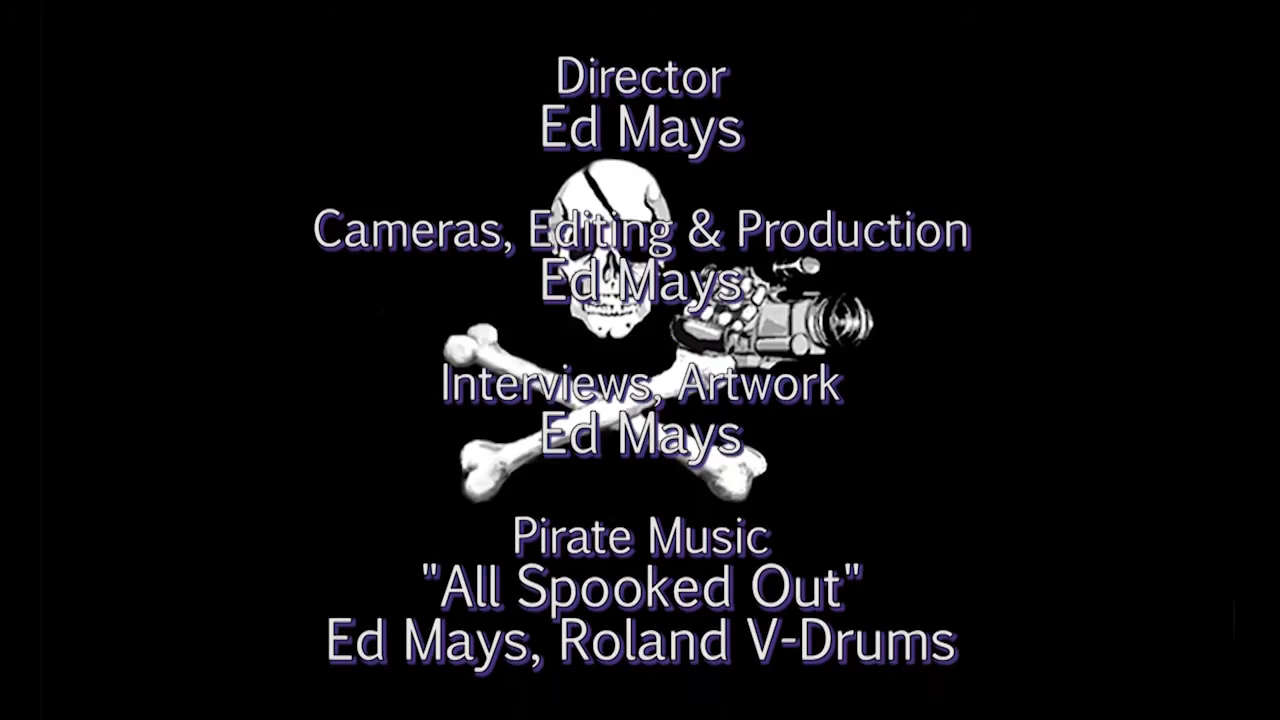 Director
Ed Mays
Cameras, Editing & Production
Ed Mays
Interviews, Artwork
Ed Mays
Pirate Music
"All Spooked Out"
Ed Mays, Roland V-Drums